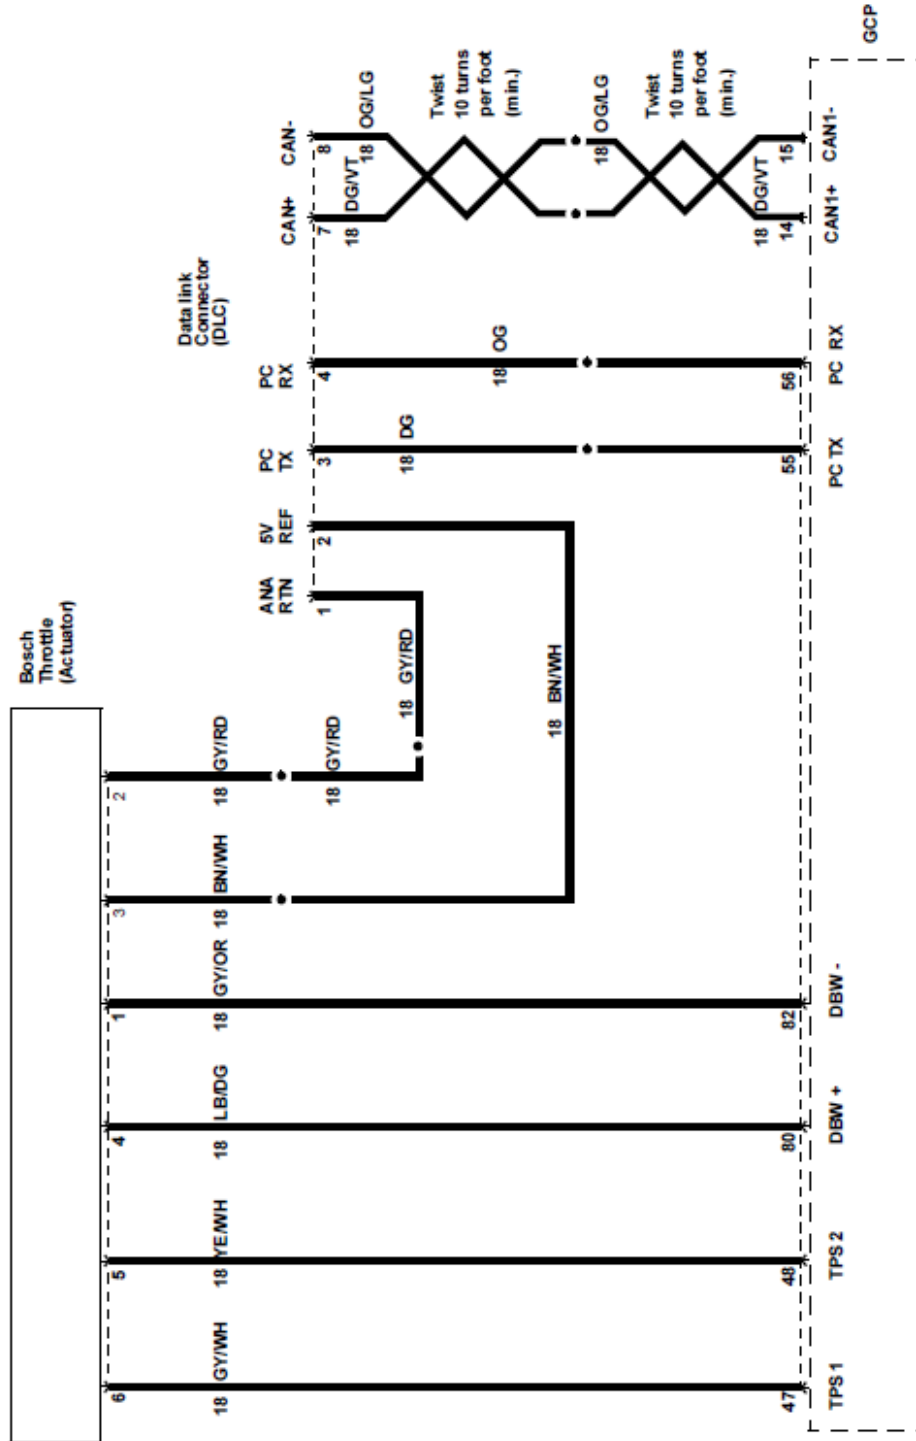 Bosch
Throttle
(Actuator)
6
5
4
1
3
2
18 GY/WH
18 YE/WH
18 LB/DG
18 GY/OR
18 BN/WH
18 GY/RD
18 GY/RD
Data link
Connector
(DLC)
ANA
RTN
5V
REF
PC
TX
PC
RX
CAN+
CAN-
1
2
3
4
7
8
18 GY/RD
18 BN/WH
18 DG
18 OG
18 DG/VT
18 OG/LG
Twist
10 turns
per foot
(min.)
18 OG/LG
Twist
10 turns
per foot
(min.)
18 DG/VT
47
48
80
82
55
56
14
15
TPS 1
TPS 2
DBW +
DBW -
PC TX
PC RX
CAN1+
CAN1-
GCP